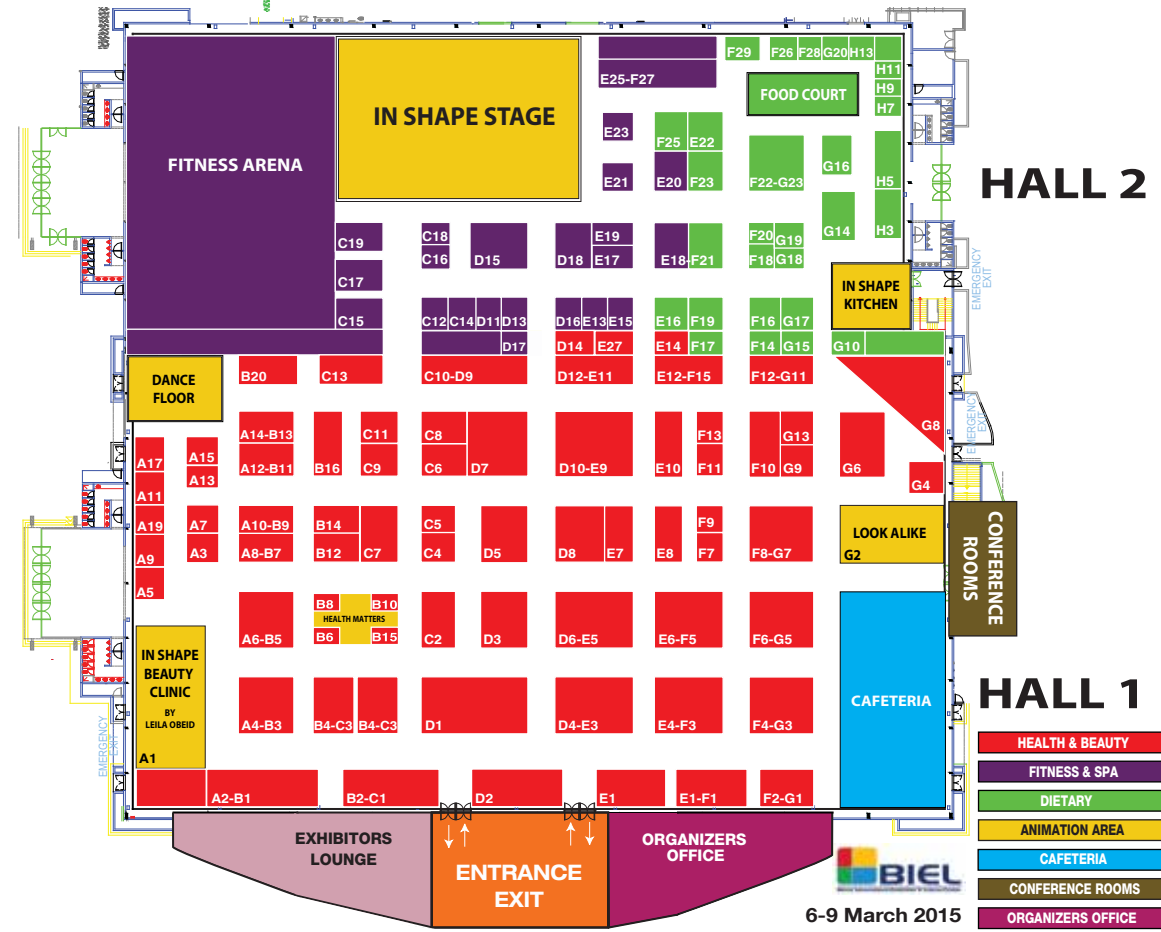 F29 F26 F28 G20 H13
E25-F27
H11
FOOD COURT
H9
H7
IN SHAPE STAGE
E23
F25 E22
FITNESS ARENA
G16
E21 E20 F23 F22-G23 H5
HALL 2
G14 H3
C19 C18 E19 F20 G19
C16 D15 D18 E17 E18-F21 F18 G18
EMERGENCY
EXIT
C17
IN SHAPE
KITCHEN
C15 C12 C14 D11 D13 D16 E13 E15 E16 F19 F16 G17
D17 D14 E27 E14 F17 F14 G15 G10
DANCE
FLOOR
B20 C13 C10-D9 D12-E11 E12-F15 F12-G11
G8
EMERGENCY
EXIT
A14-B13 C11 C8 F13 G13
A17 A15 A12-B11 B16 C9 C6 D7 D10-E9 E10 F11 F10 G9 G6
A13
A11 G4
A19 A7 A10-B9 B14 C5 F9
LOOK ALIKE
G2
A9 A3 A8-B7 B12 C7 C4 D5 D8 E7 E8 F7 F8-G7
CONFERENCE
ROOMS
A5
B8 B10
HEALTH MATTERS
A6-B5 B6 B15 C2 D3 D6-E5 E6-F5 F6-G5
IN SHAPE
BEAUTY
CLINIC
BY
LEILA OBEID
A1
EMERGENCY
EXIT
CAFETERIA
HALL 1
A4-B3 B4-C3 B4-C3 D1 D4-E3 E4-F3 F4-G3
A2-B1 B2-C1 D2 E1 E1-F1 F2-G1
HEALTH & BEAUTY
FITNESS & SPA
DIETARY
ANIMATION AREA
CAFETERIA
CONFERENCE ROOMS
ORGANIZERS OFFICE
EXHIBITORS
LOUNGE
ENTRANCE
EXIT
ORGANIZERS
OFFICE
BIEL
6-9 March 2015